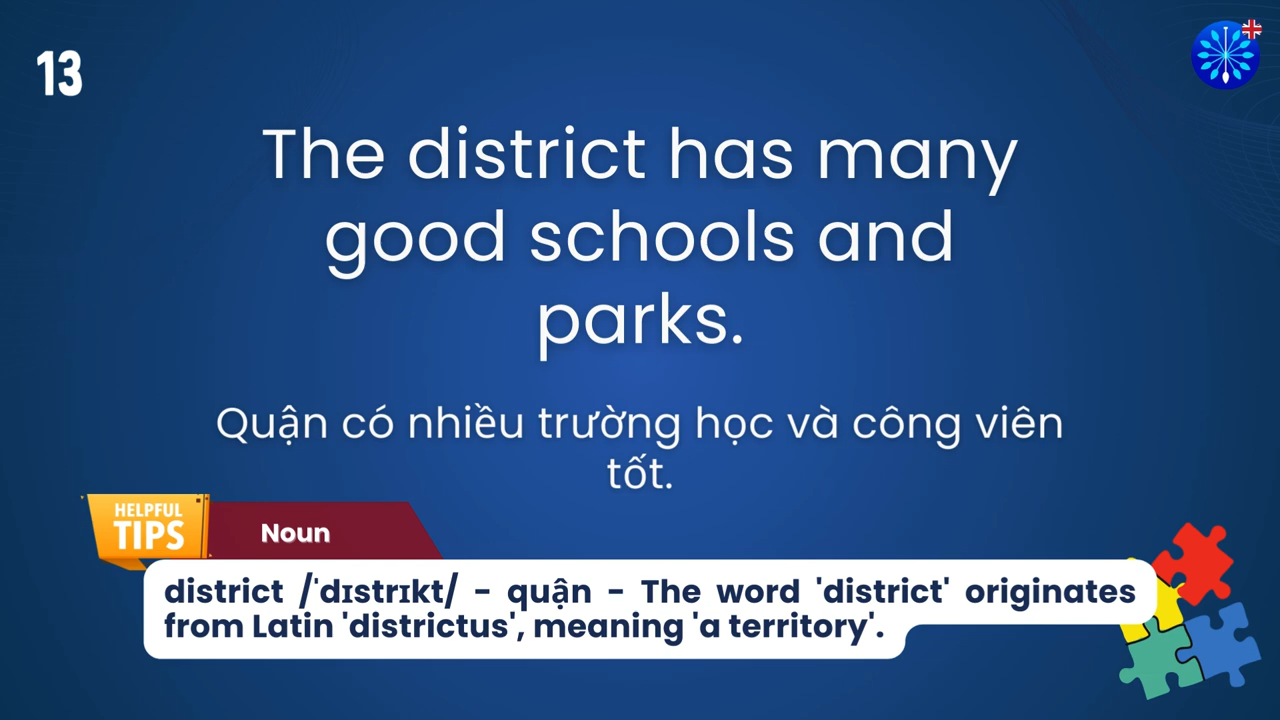 13
The district has many
good schools and
parks.
Quận có nhiều trường học và công viên
tốt.
HELPFUL
TIPS
Noun
district /ˈdɪstrɪkt/ - quận - The word 'district' originates
from Latin 'districtus', meaning 'a territory'.